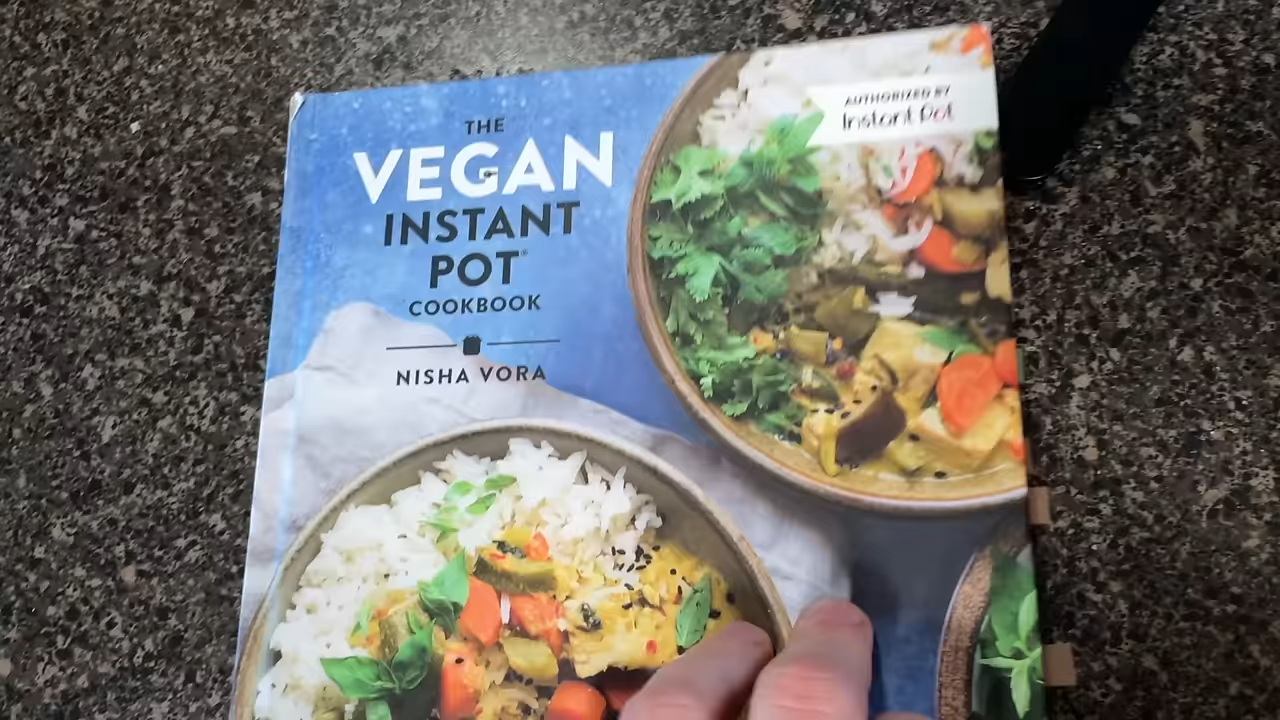 THE
VEGAN
INSTANT
POT®
COOKBOOK
NISHA VORA
AUTHORIZED BY
Instant Pot